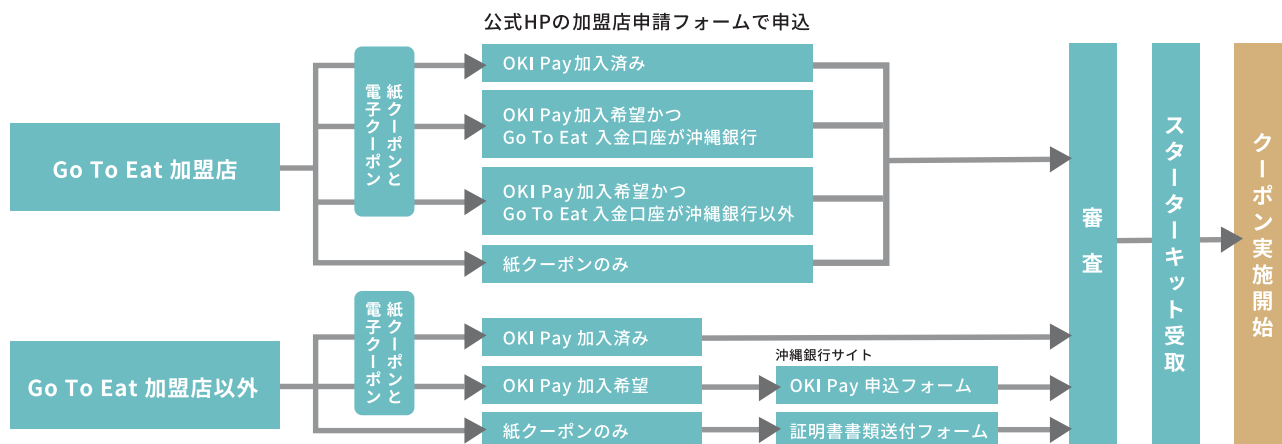 公式HPの加盟店申請フォームで申込
Go To Eat 加盟店
紙クーポンと
電子クーポン
OKI Pay 加入済み
OKI Pay 加入希望かつ
Go To Eat 入金口座が沖縄銀行
OKI Pay 加入希望かつ
Go To Eat 入金口座が沖縄銀行以外
紙クーポンのみ
Go To Eat 加盟店以外
紙クーポンと
電子クーポン
OKI Pay 加入済み
OKI Pay 加入希望
紙クーポンのみ
沖縄銀行サイト
OKI Pay 申込フォーム
証明書書類送付フォーム
審査
スターターキット受取
クーポン実施開始